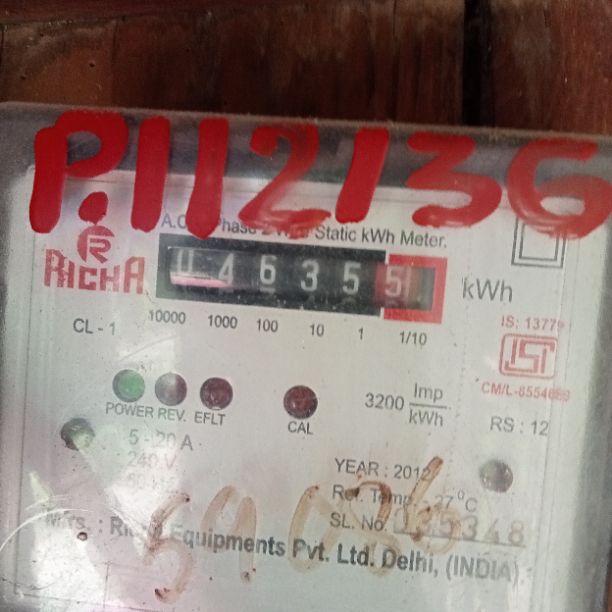 P.112136
A.C. Phase 2 Static kWh Meter.
RICHA
04635 5 kWh
10000 1000 100 10 1 1/10
CL - 1
IS: 13779
ISI
CM/L-
3200 Imp/kWh
RS : 12
POWER REV. EFLT
CAL
5 - 20 A
240 V
YEAR : 2012
Ref. Temp. 27°C
SL. No.
Equipments Pvt. Ltd. Delhi, (INDIA)